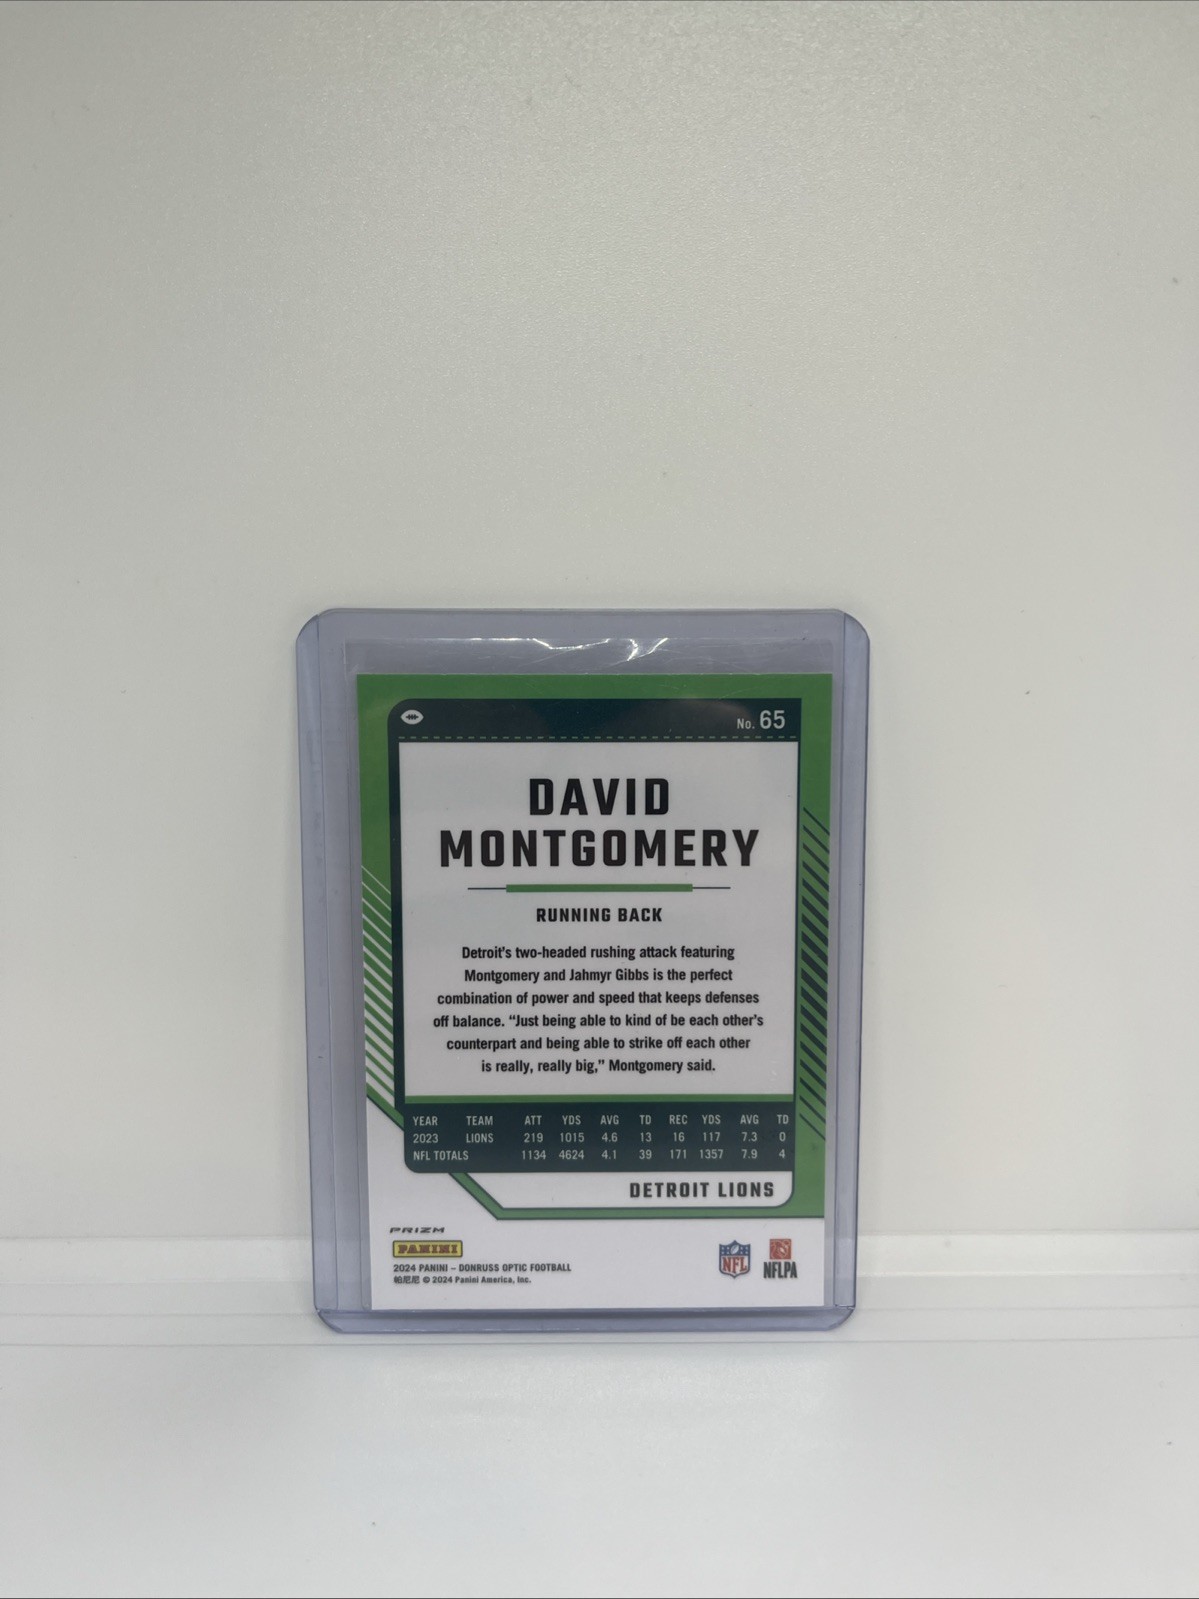 No. 65
DAVID
MONTGOMERY
RUNNING BACK
Detroit's two-headed rushing attack featuring
Montgomery and Jahmyr Gibbs is the perfect
combination of power and speed that keeps defenses
off balance. “Just being able to kind of be each other's
counterpart and being able to strike off each other
is really, really big,” Montgomery said.
YEAR TEAM ATT YDS AVG TD REC YDS AVG TD
2023 LIONS 219 1015 4.6 13 16 117 7.3 0
NFL TOTALS 1134 4624 4.1 39 171 1357 7.9 4
DETROIT LIONS
PRIZM
PANINI
2024 PANINI – DONRUSS OPTIC FOOTBALL
帕尼尼 © 2024 Panini America, Inc.
NFL
NFLPA